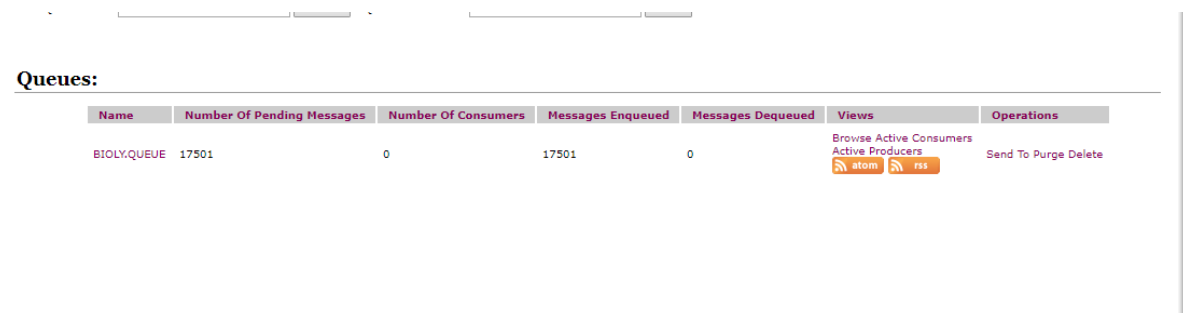 Queues:
Name Number Of Pending Messages Number Of Consumers Messages Enqueued Messages Dequeued Views Operations
BIOLY.QUEUE 17501 0 17501 0 Browse Active Consumers
Active Producers
atom rss Send To Purge Delete